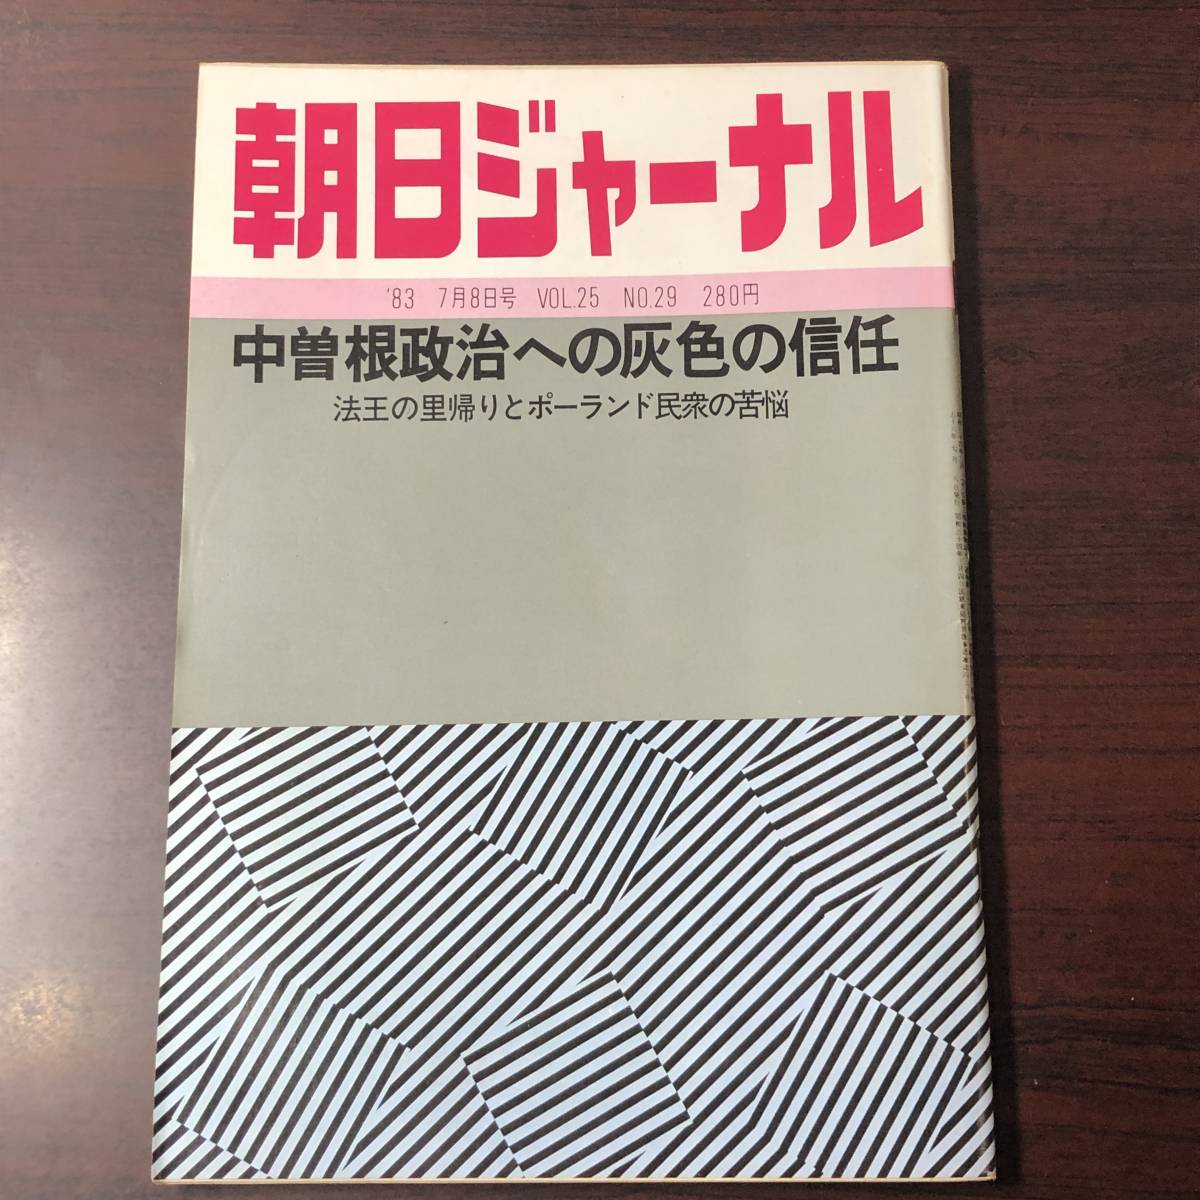 朝日ジャーナル
'83 7月8日号 VOL.25 NO.29 280円
中曽根政治への灰色の信任
法王の里帰りとポーランド民衆の苦悩